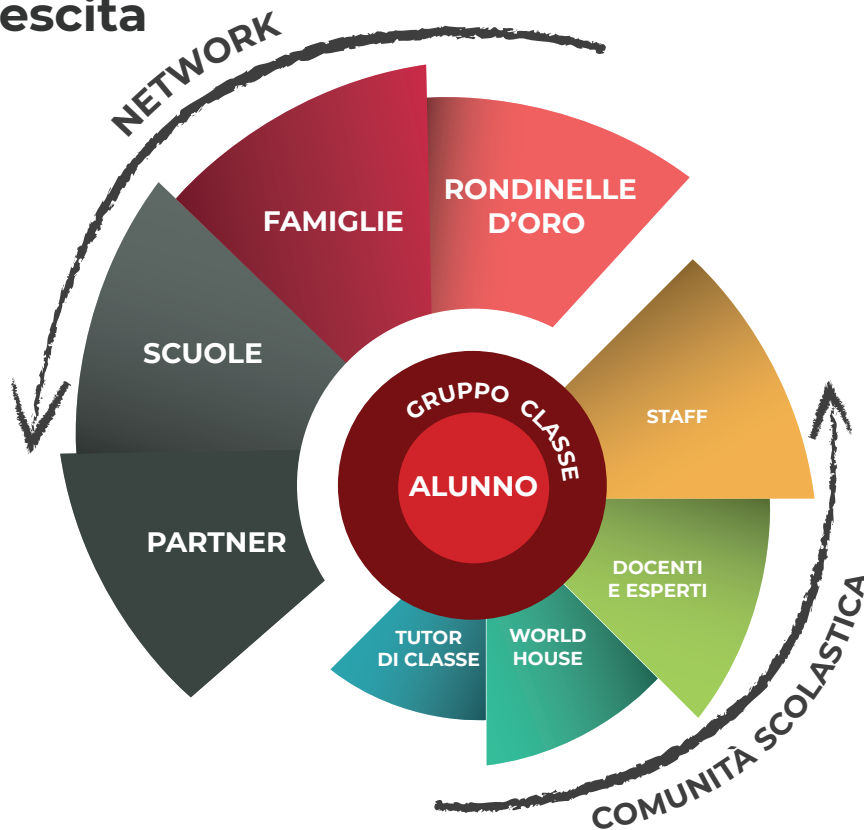 escita
NETWORK
RONDINELLE
D’ORO
FAMIGLIE
SCUOLE
PARTNER
GRUPPO CLASSE
ALUNNO
STAFF
DOCENTI
E ESPERTI
WORLD
HOUSE
TUTOR
DI CLASSE
COMUNITÀ SCOLASTICA